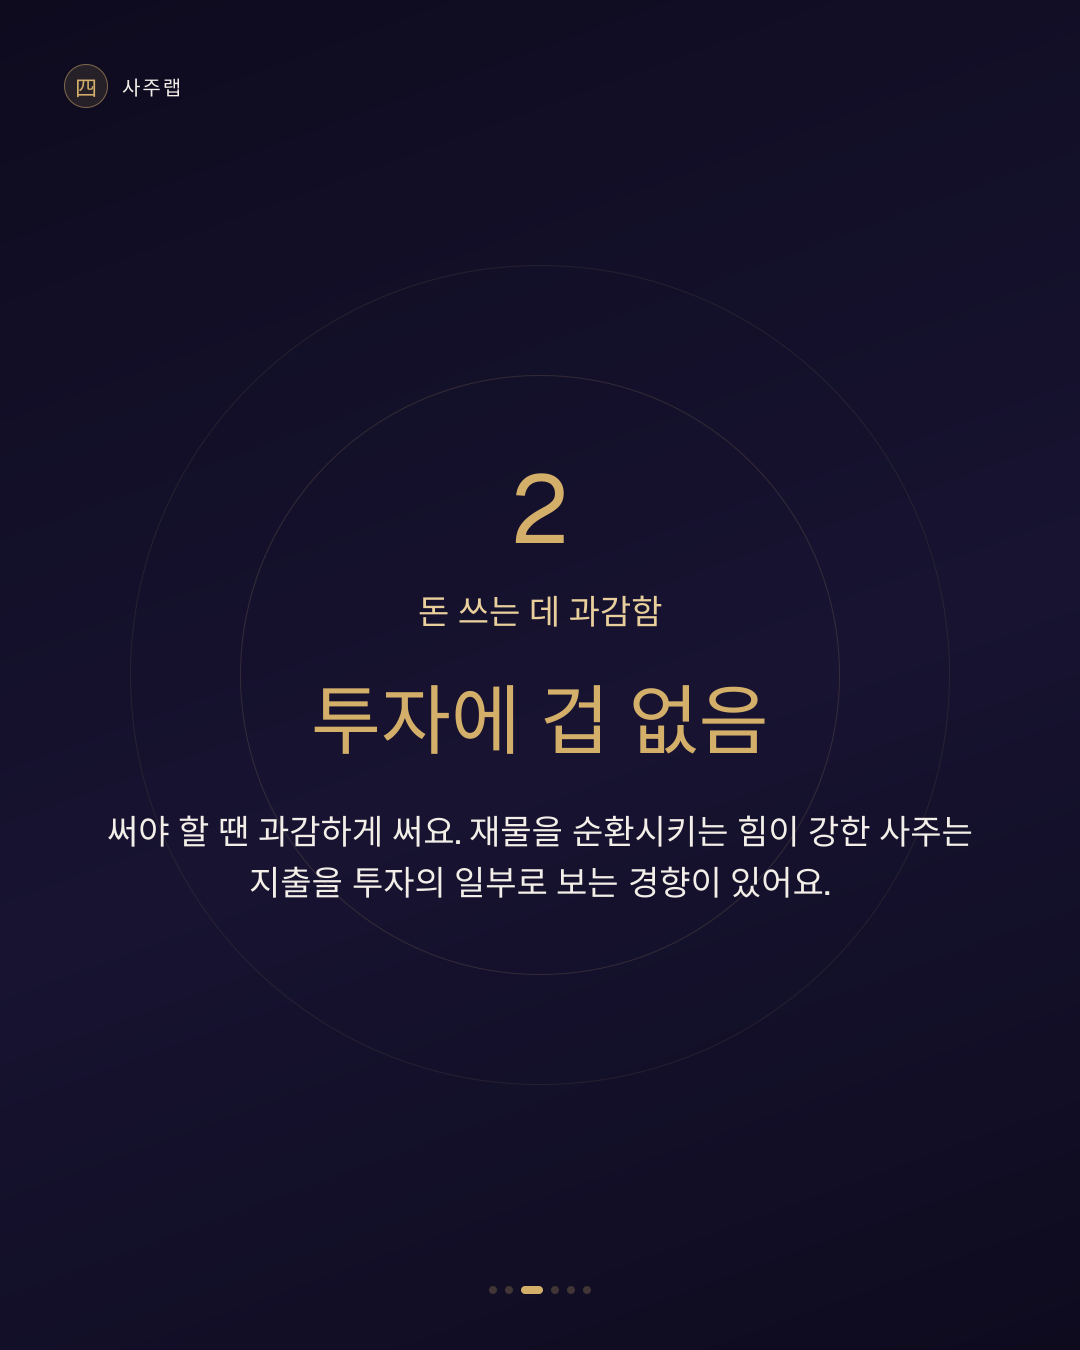 四 사주랩
2
돈 쓰는 데 과감함
투자에 겁 없음
써야 할 땐 과감하게 써요. 재물을 순환시키는 힘이 강한 사주는
지출을 투자의 일부로 보는 경향이 있어요.